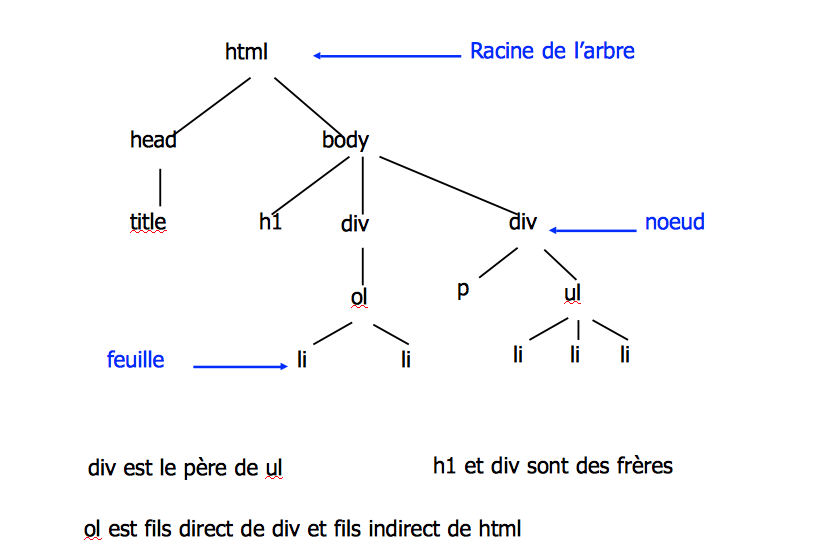 html Racine de l’arbre
head body
title h1 div div noeud
ol p ul
feuille li li li li li
div est le père de ul h1 et div sont des frères
ol est fils direct de div et fils indirect de html